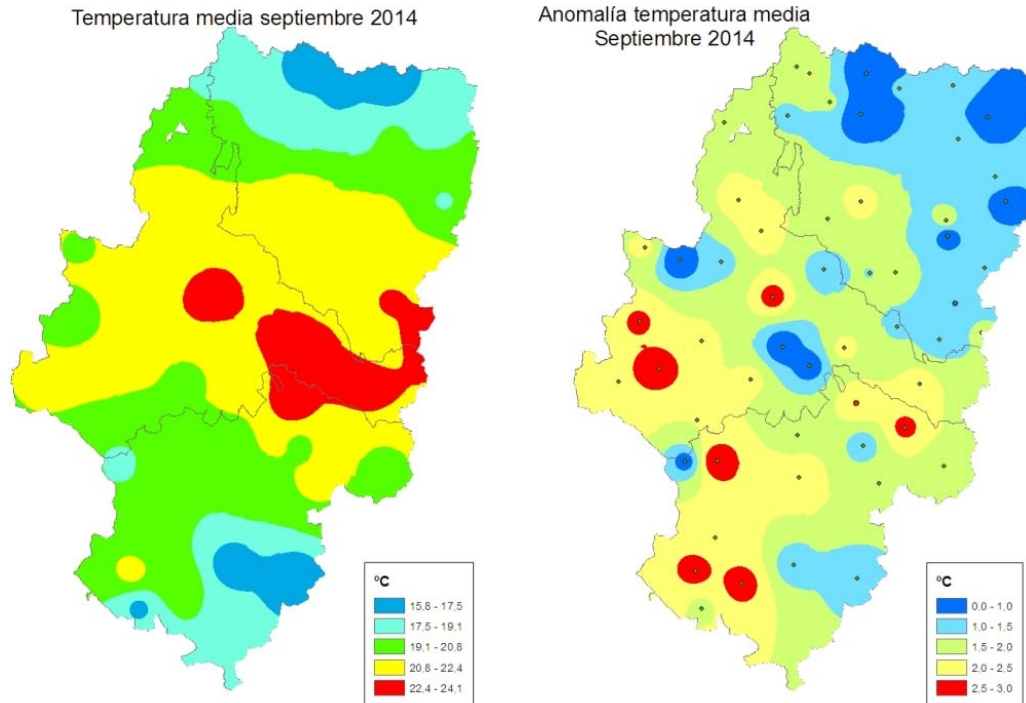 Temperatura media septiembre 2014
Anomalía temperatura media
Septiembre 2014
ºC
15,8 - 17,5
17,5 - 19,1
19,1 - 20,8
20,8 - 22,4
22,4 - 24,1
ºC
0.0 - 1,0
1,0 - 1,5
1.5 - 2,0
2,0 - 2,5
2.5 - 3,0